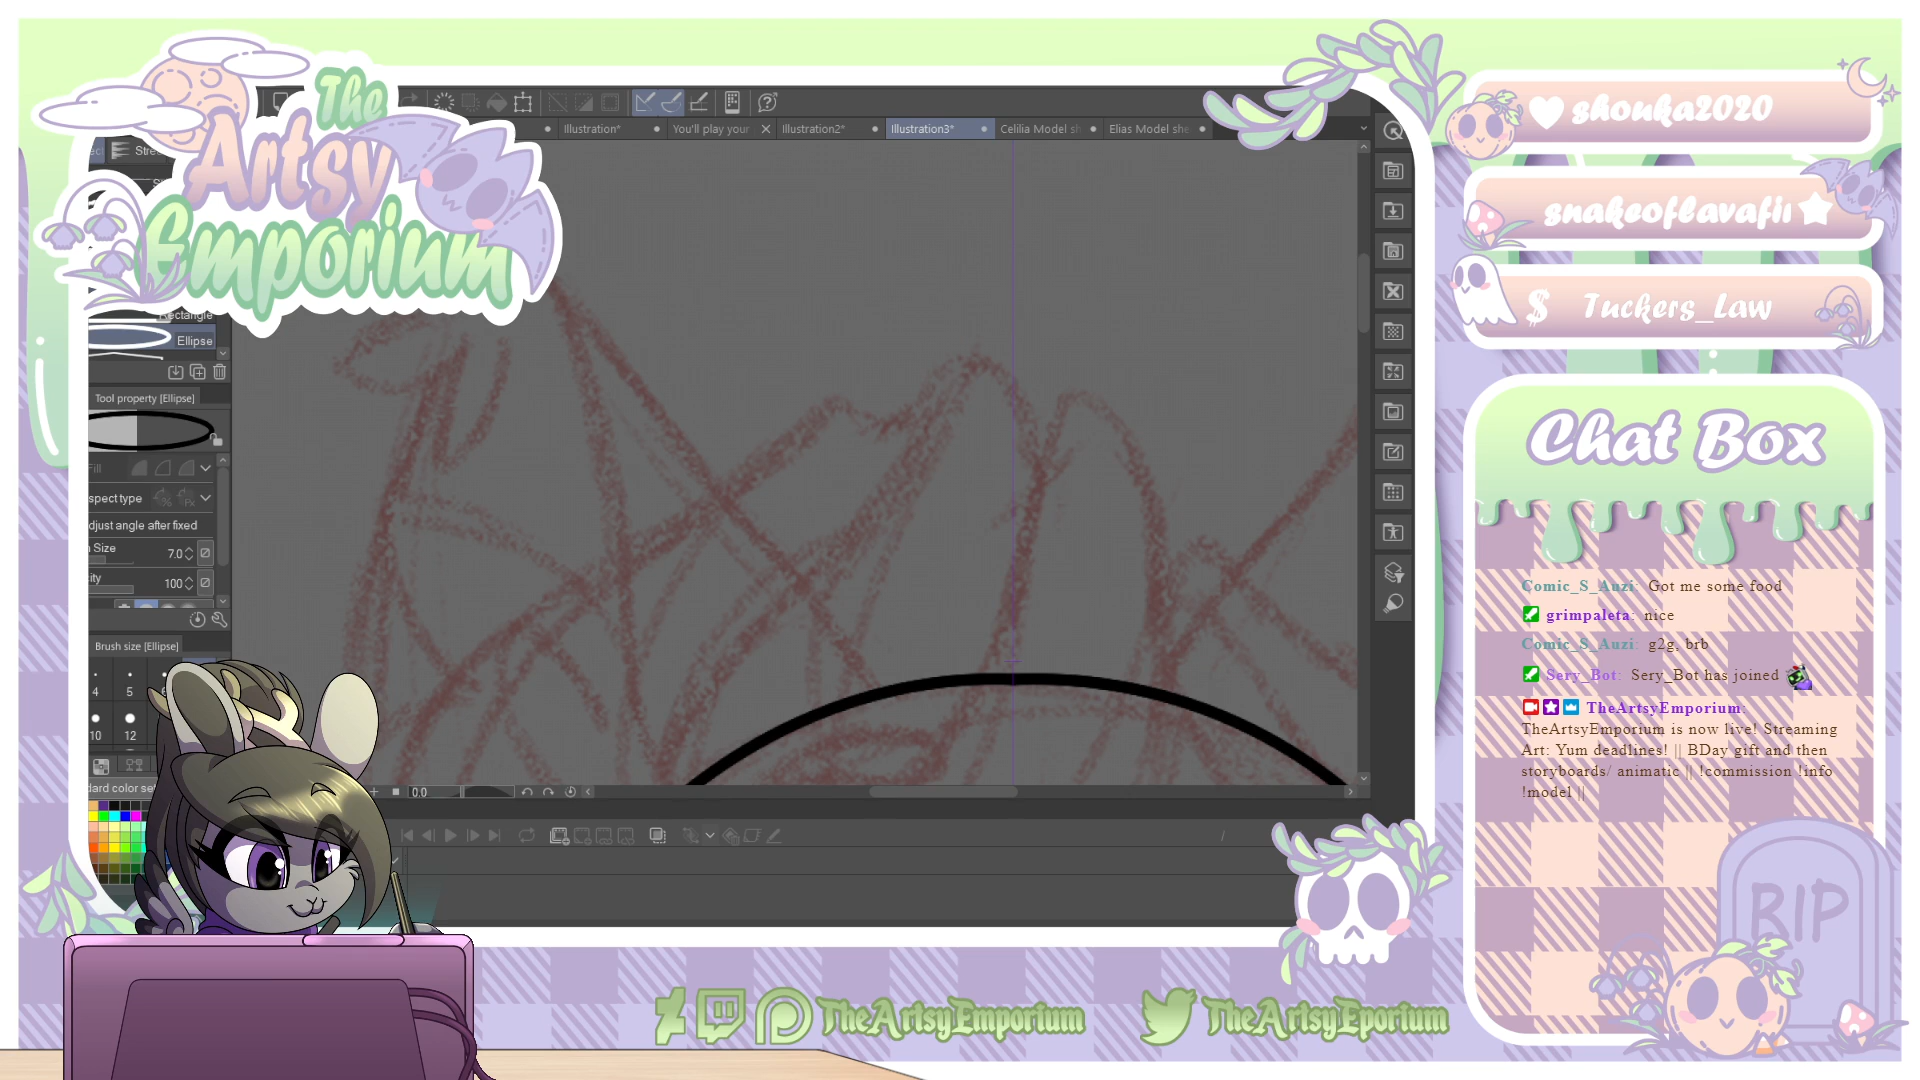 The
Artsy
Emporium
Illustration*
You'll play your
Illustration2*
Illustration3*
Celilia Model sh
Elias Model she
Rectangle
Ellipse
Tool property [Ellipse]
Fill
spect type
djust angle after fixed
Size
7.0
100
Brush size [Ellipse]
4
5
10
12
dard color se
0.0
/
shouka2020
snakeoflavafir
$ Tuckers_Law
Chat Box
Comic_S_Auzi: Got me some food
grimpaleta: nice
Comic_S_Auzi: g2g, brb
Sery_Bot: Sery_Bot has joined
TheArtsyEmporium:
TheArtsyEmporium is now live! Streaming
Art: Yum deadlines! || BDay gift and then
storyboards/ animatic || !commission !info
!model ||
RIP
TheArtsyEmporium
TheArtsyEporium